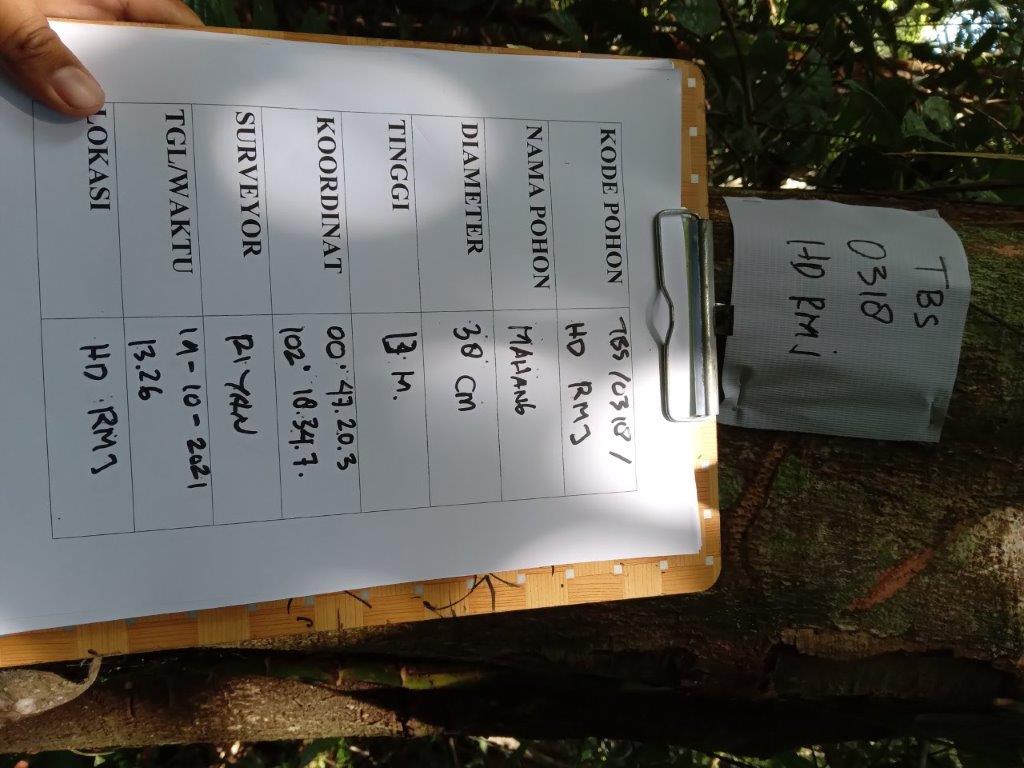 TBS
0318
HD RMJ
KODE POHON TBS /0318/
HD RMJ
NAMA POHON MAHANG
DIAMETER 38 CM
TINGGI 13 M.
KOORDINAT 00° 47.20.3
102° 18.34.7.
SURVEYOR RIYAN
TGL/WAKTU 19-10-2021
13.26
LOKASI HD RMJ